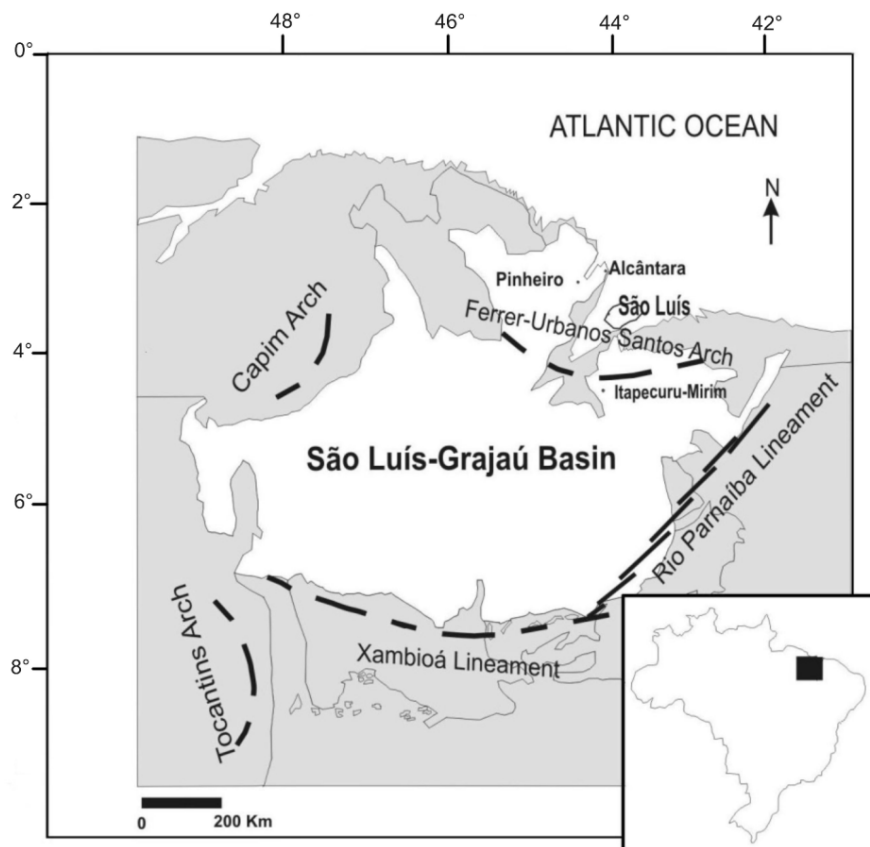 48°
46°
44°
42°
0°
ATLANTIC OCEAN
N
2°
Alcântara
Pinheiro
São Luís
Capim Arch
Ferrer-Urbanos Santos Arch
4°
Itapecuru-Mirim
São Luís-Grajaú Basin
Rio Parnaíba Lineament
6°
Tocantins Arch
Xambioá Lineament
8°
0
200 Km